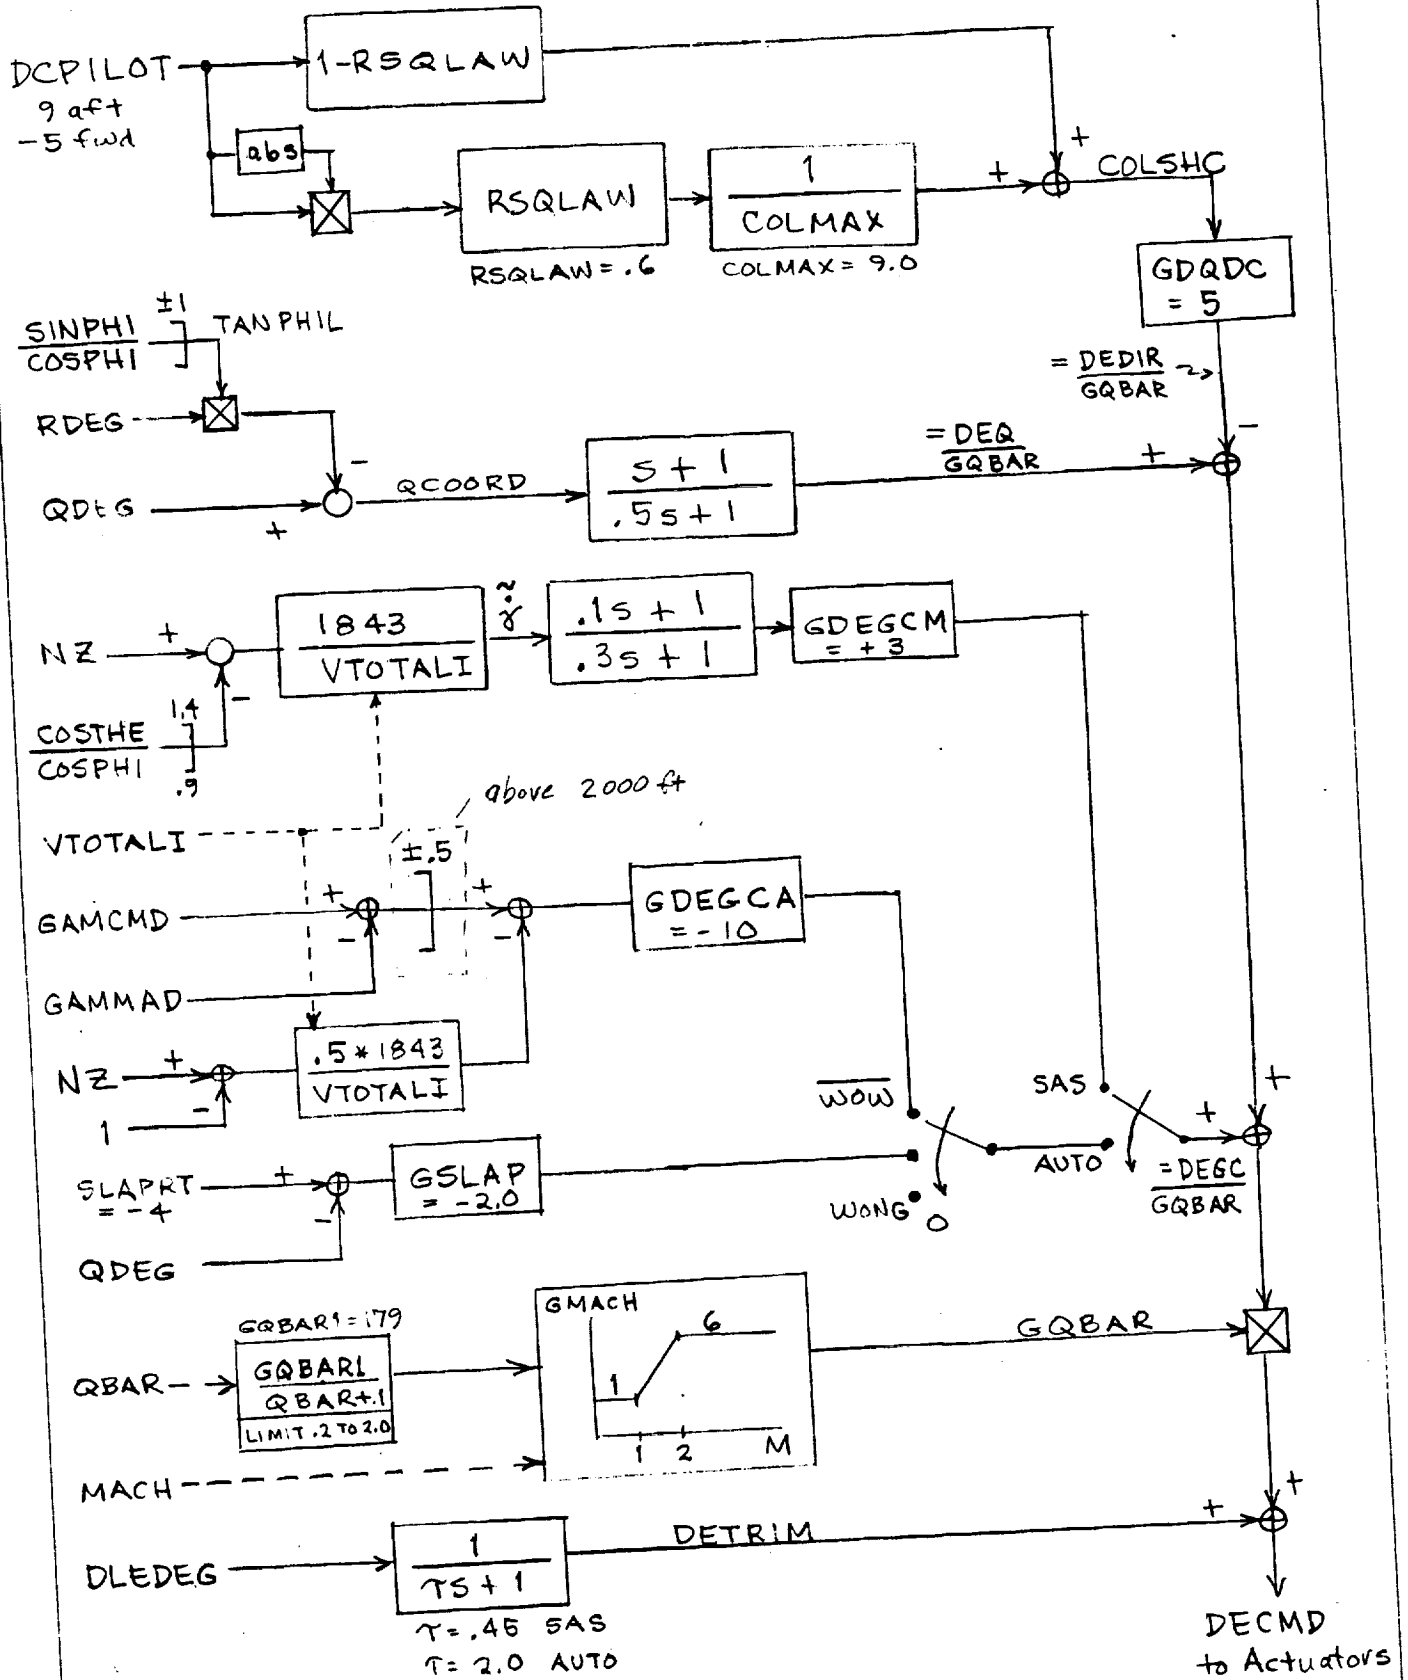 DCPILOT
9 aft
-5 fwd
1-RSQLAW
abs
RSQLAW
RSQLAW = .6
1
COLMAX
COLMAX = 9.0
+
+
COLSHC
GDQDC
= 5
= DEDIR
GQBAR
-
±1
SINPHI
COSPHI
TANPHIL
RDEG
-
QDEG
+
QCOORD
s + 1
.5s + 1
= DEQ
GQBAR
+
NZ
+
-
COSTHE
COSPHI
1.4
.9
1843
VTOTALI
γ
.1s + 1
.3s + 1
GDEGCM
= +3
VTOTALI
above 2000 ft
±.5
GAMCMD
+
-
+
-
GAMMAD
GDEGCA
= -10
NZ
+
-
1
.5 * 1843
VTOTALI
WOW
SAS
AUTO
+
+
= DEGC
GQBAR
SLAPRT
= -4
+
-
GSLAP
= -2.0
WONG
0
QDEG
GQBAR1 = 179
QBAR
GQBAR1
QBAR+.1
LIMIT .2 TO 2.0
GMACH
1
6
1 2 M
GQBAR
MACH
DLEDEG
1
τs + 1
τ = .45 SAS
τ = 2.0 AUTO
DETRIM
+
+
DECMD
to Actuators